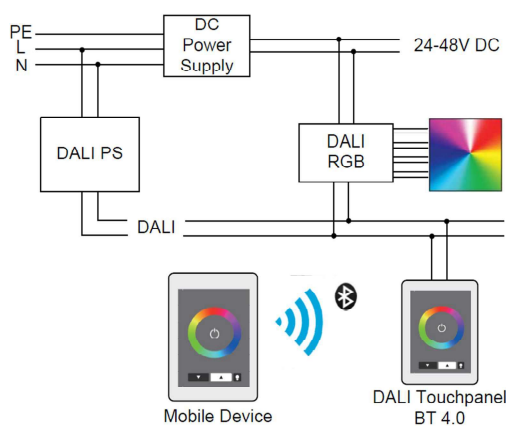 PE
L
N
DC
Power
Supply
24-48V DC
DALI PS
DALI
RGB
DALI
Mobile Device
DALI Touchpanel
BT 4.0